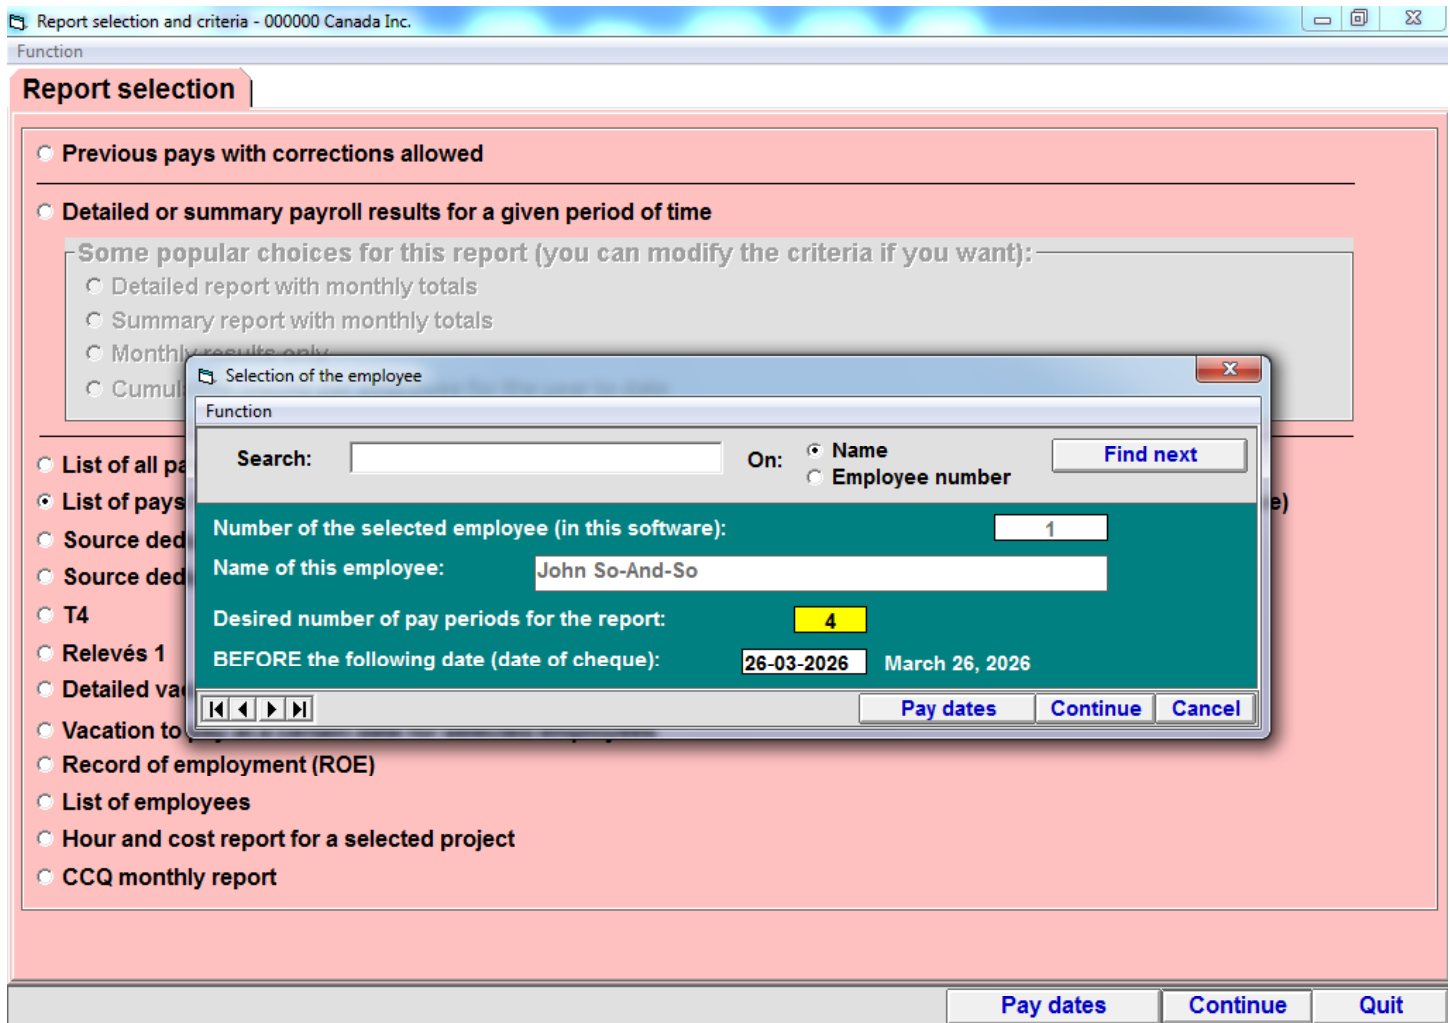 Report selection and criteria - 000000 Canada Inc.
Function
Report selection
Previous pays with corrections allowed
Detailed or summary payroll results for a given period of time
Some popular choices for this report (you can modify the criteria if you want):
Detailed report with monthly totals
Summary report with monthly totals
Monthly results only
Selection of the employee
Function
Search:
On:
Name
Employee number
Find next
Number of the selected employee (in this software):
1
Name of this employee:
John So-And-So
Desired number of pay periods for the report:
4
BEFORE the following date (date of cheque):
26-03-2026
March 26, 2026
Pay dates
Continue
Cancel
List of all
List of pays
Source
Source
T4
Relevés 1
Detailed
Vacation to
Record of employment (ROE)
List of employees
Hour and cost report for a selected project
CCQ monthly report
Pay dates
Continue
Quit